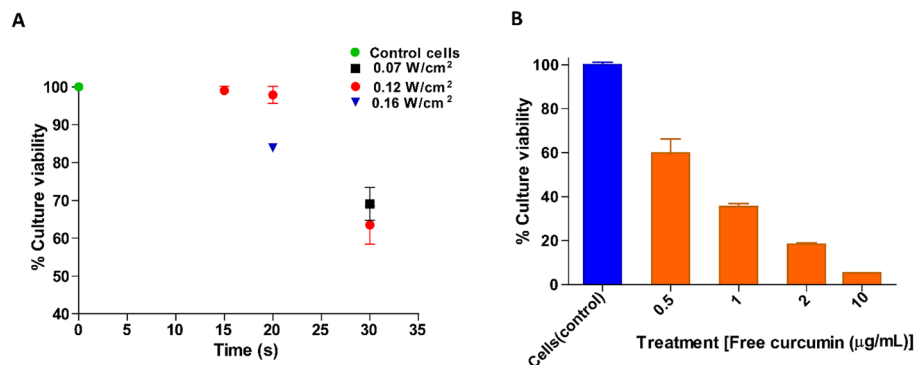 A
Control cells
0.07 W/cm²
0.12 W/cm²
0.16 W/cm²
100
90
80
70
60
50
40
% Culture viability
0 5 10 15 20 25 30 35
Time (s)
B
100
80
60
40
20
0
% Culture viability
Cells(control) 0.5 1 2 10
Treatment [Free curcumin (μg/mL)]